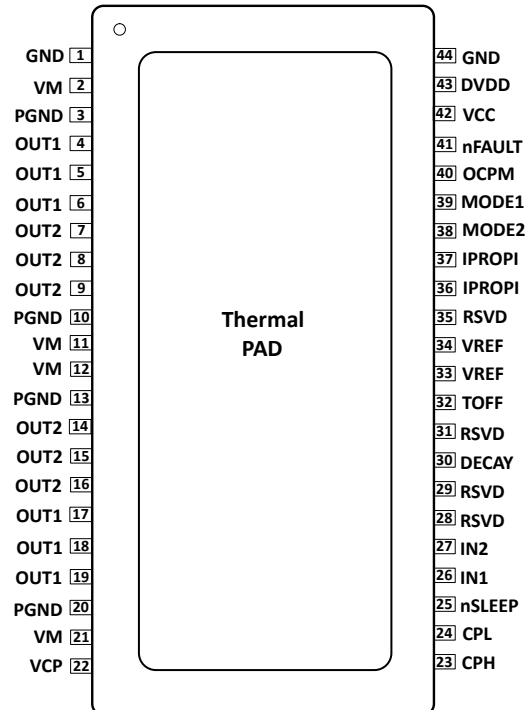 GND 1
VM 2
PGND 3
OUT1 4
OUT1 5
OUT1 6
OUT2 7
OUT2 8
OUT2 9
PGND 10
VM 11
VM 12
PGND 13
OUT2 14
OUT2 15
OUT2 16
OUT1 17
OUT1 18
OUT1 19
PGND 20
VM 21
VCP 22
Thermal
PAD
44 GND
43 DVDD
42 VCC
41 nFAULT
40 OCPM
39 MODE1
38 MODE2
37 IPROPI
36 IPROPI
35 RSVD
34 VREF
33 VREF
32 TOFF
31 RSVD
30 DECAY
29 RSVD
28 RSVD
27 IN2
26 IN1
25 nSLEEP
24 CPL
23 CPH